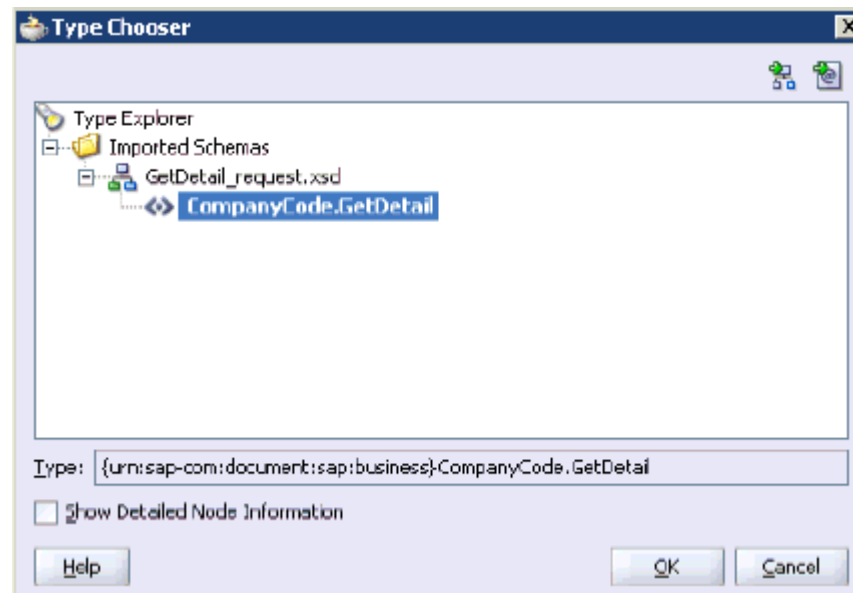 Type Chooser
Type Explorer
Imported Schemas
GetDetail_request.xsd
CompanyCode.GetDetail
Type: {urn:sap-com:document:sap:business}CompanyCode.GetDetail
Show Detailed Node Information
Help OK Cancel